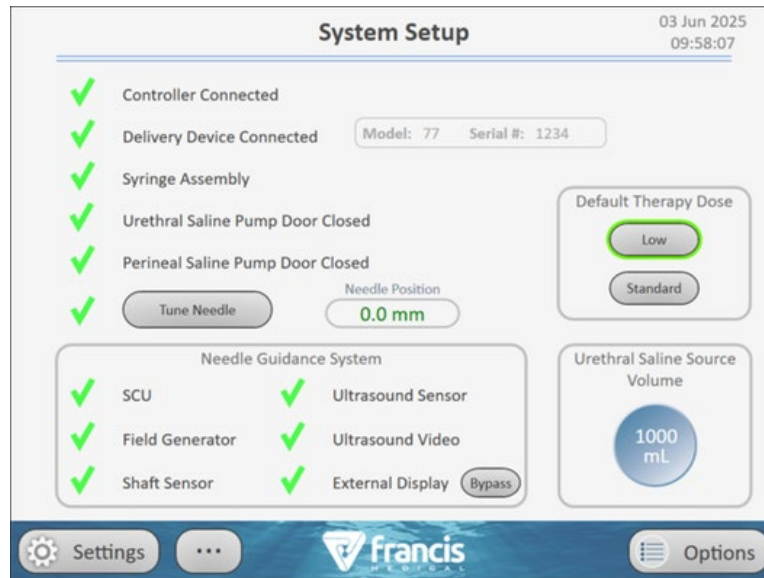 System Setup
03 Jun 2025
09:58:07
Controller Connected
Delivery Device Connected
Model: 77 Serial #: 1234
Syringe Assembly
Urethral Saline Pump Door Closed
Perineal Saline Pump Door Closed
Tune Needle
Needle Position
0.0 mm
Default Therapy Dose
Low
Standard
Needle Guidance System
SCU
Ultrasound Sensor
Field Generator
Ultrasound Video
Shaft Sensor
External Display
Bypass
Urethral Saline Source
Volume
1000
mL
Settings
...
francis
MEDICAL
Options